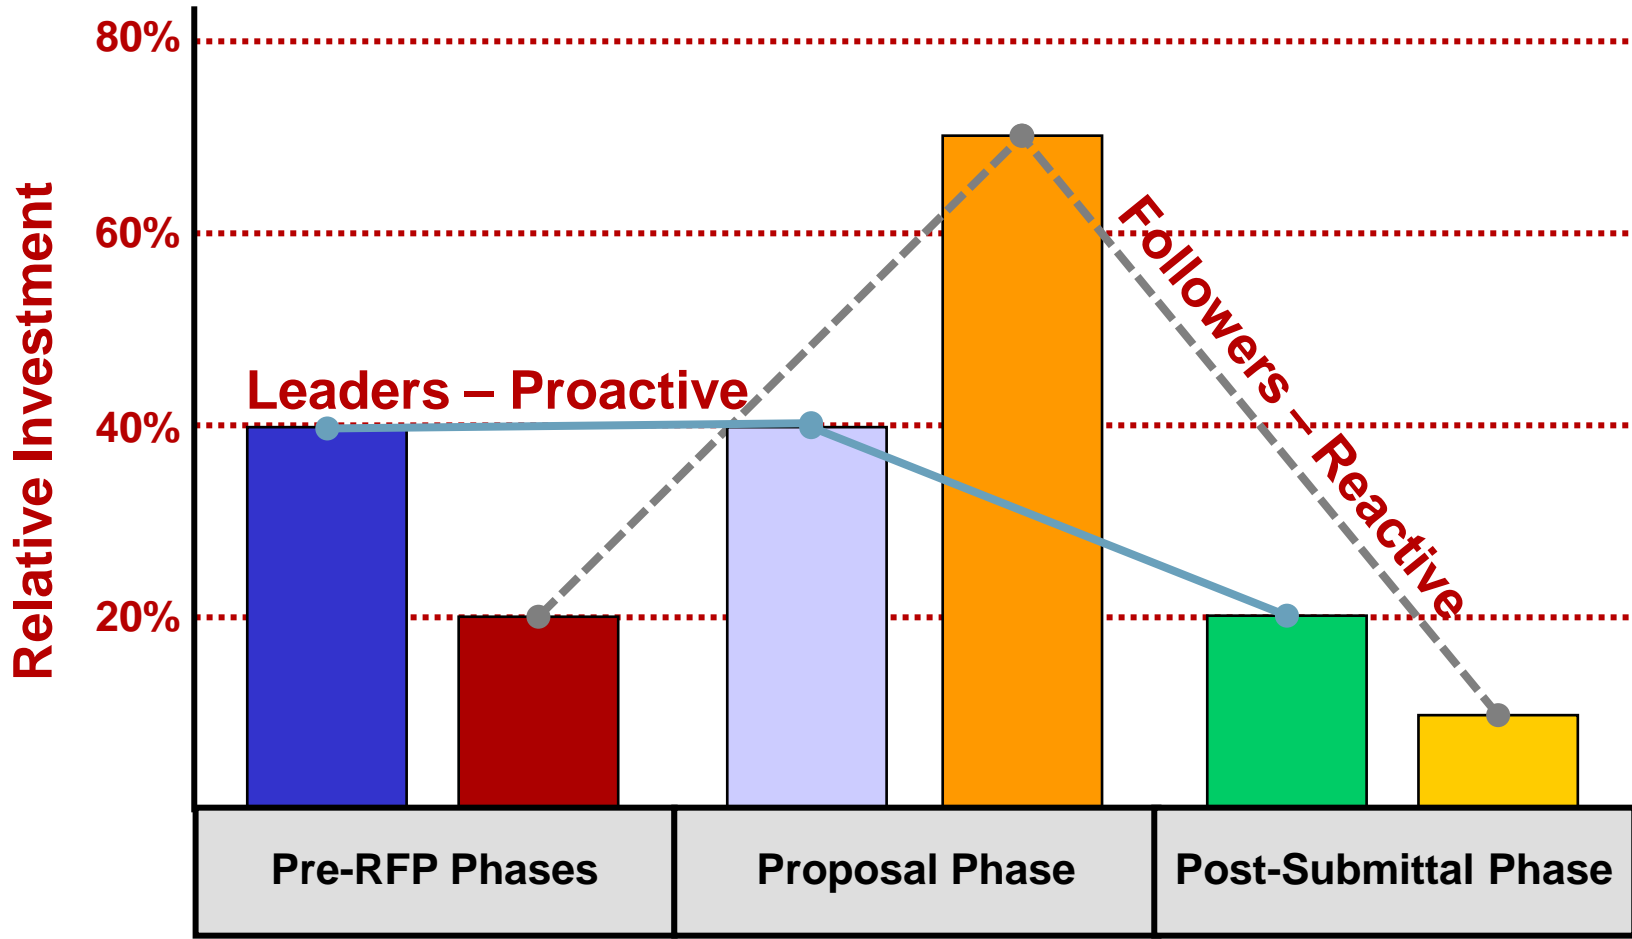 80%
60%
40%
20%
Relative Investment
Leaders – Proactive
Followers – Reactive
Pre-RFP Phases
Proposal Phase
Post-Submittal Phase